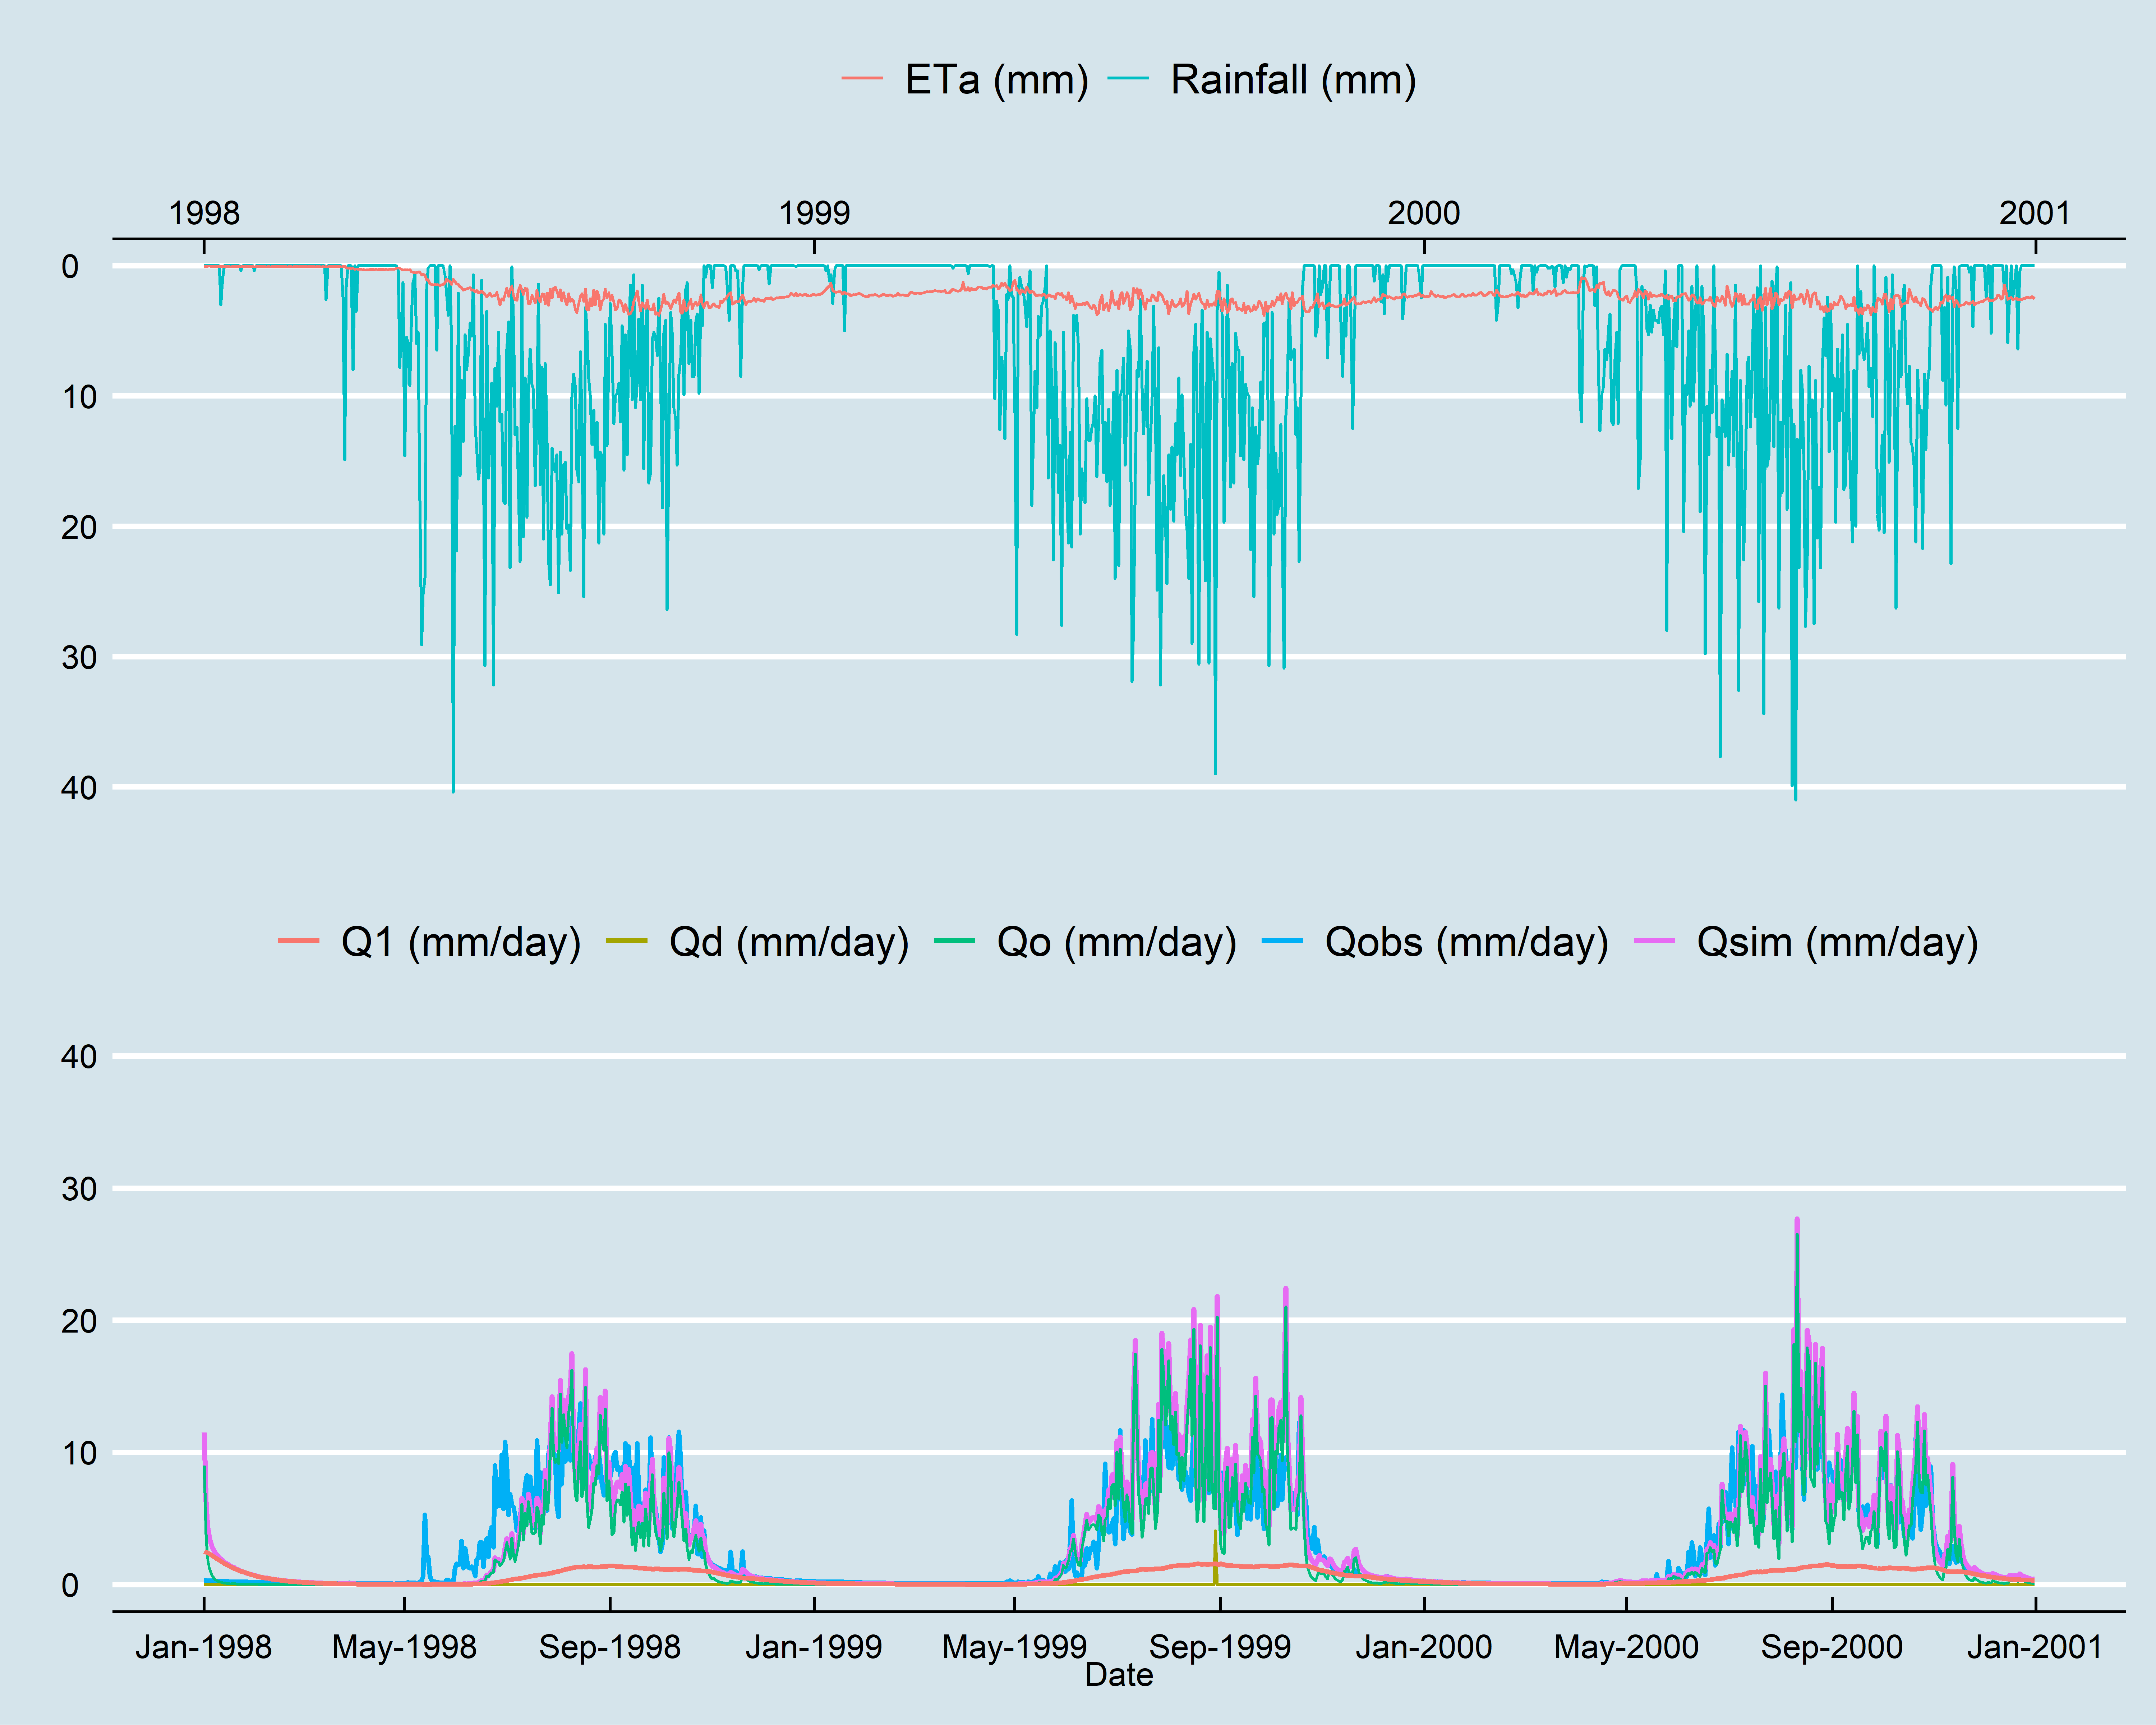 ETa (mm) Rainfall (mm)
1998 1999 2000 2001
0
10
20
30
40
Q1 (mm/day) Qd (mm/day) Qo (mm/day) Qobs (mm/day) Qsim (mm/day)
40
30
20
10
0
Jan-1998 May-1998 Sep-1998 Jan-1999 May-1999 Sep-1999 Jan-2000 May-2000 Sep-2000 Jan-2001
Date